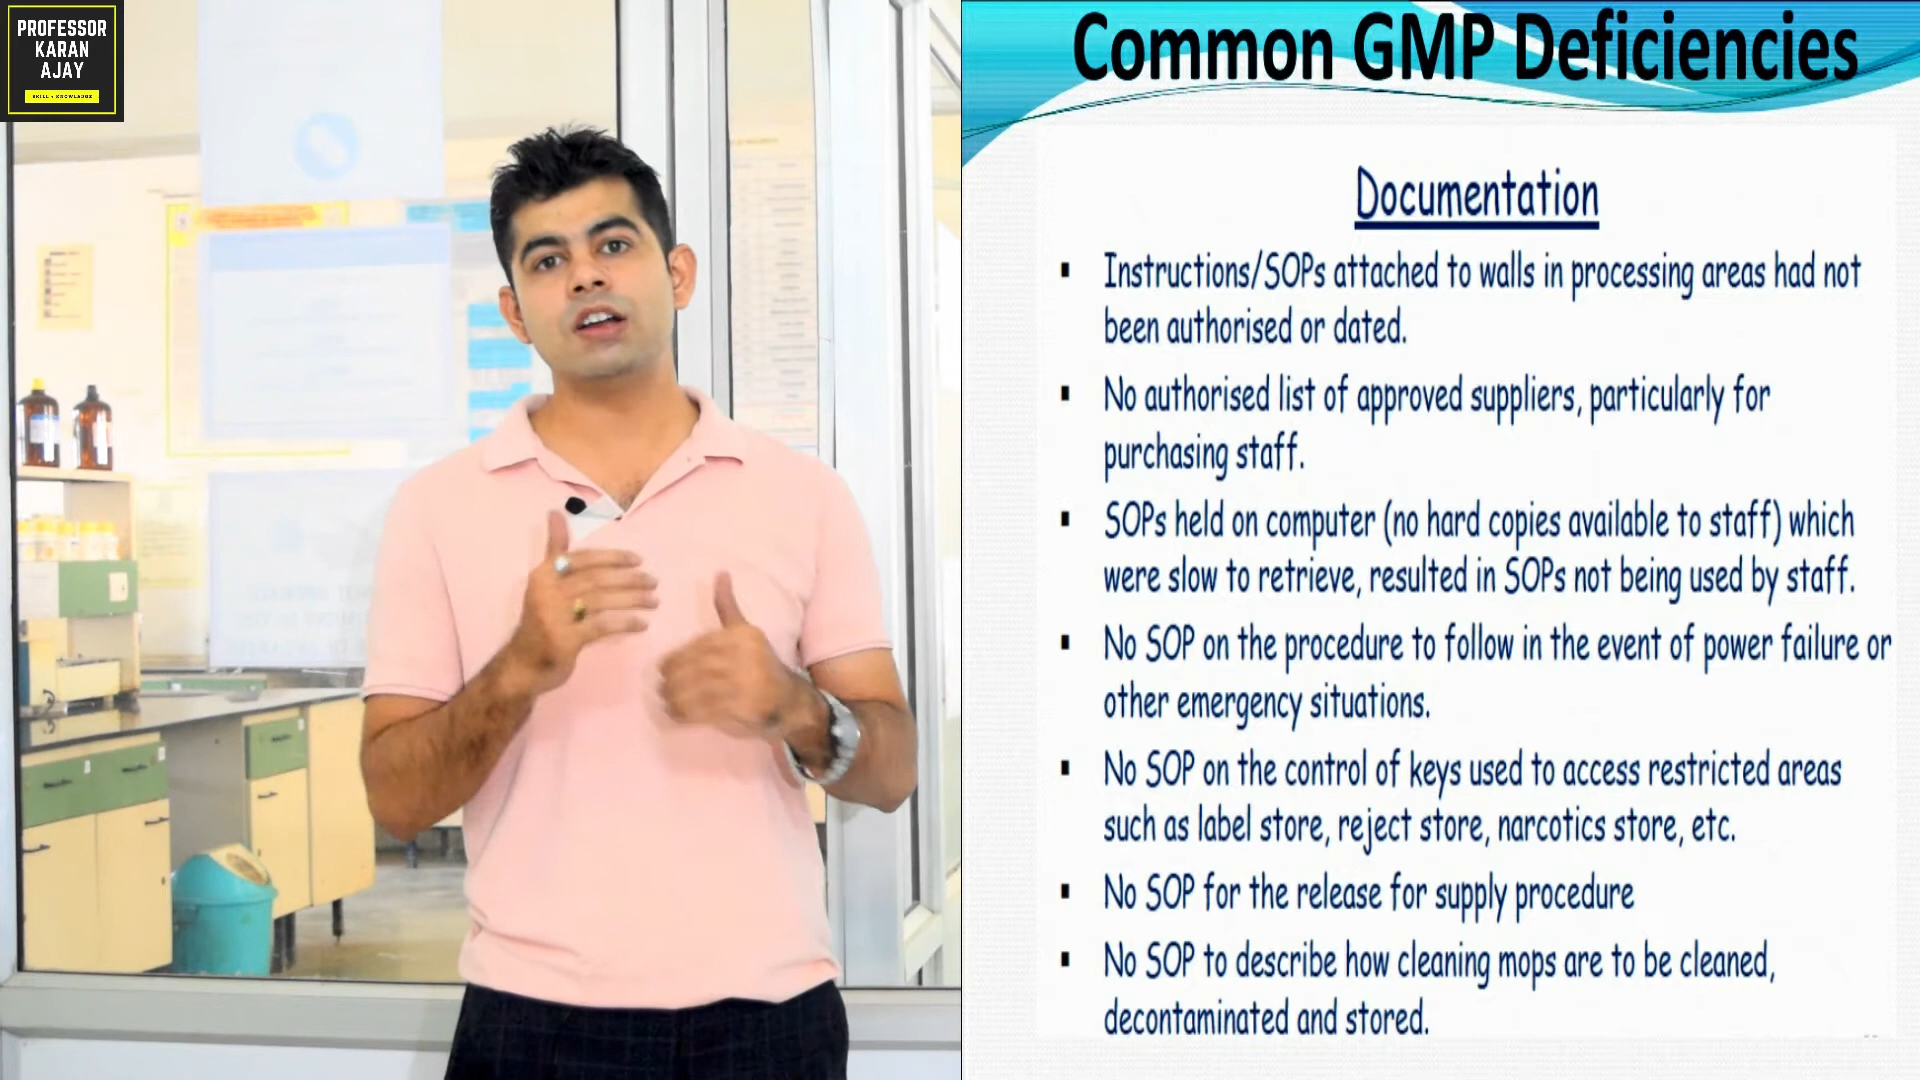 PROFESSOR
KARAN
AJAY
SKILL + KNOWLEDGE
Common GMP Deficiencies
Documentation
▪ Instructions/SOPs attached to walls in processing areas had not
been authorised or dated.
▪ No authorised list of approved suppliers, particularly for
purchasing staff.
▪ SOPs held on computer (no hard copies available to staff) which
were slow to retrieve, resulted in SOPs not being used by staff.
▪ No SOP on the procedure to follow in the event of power failure or
other emergency situations.
▪ No SOP on the control of keys used to access restricted areas
such as label store, reject store, narcotics store, etc.
▪ No SOP for the release for supply procedure
▪ No SOP to describe how cleaning mops are to be cleaned,
decontaminated and stored.